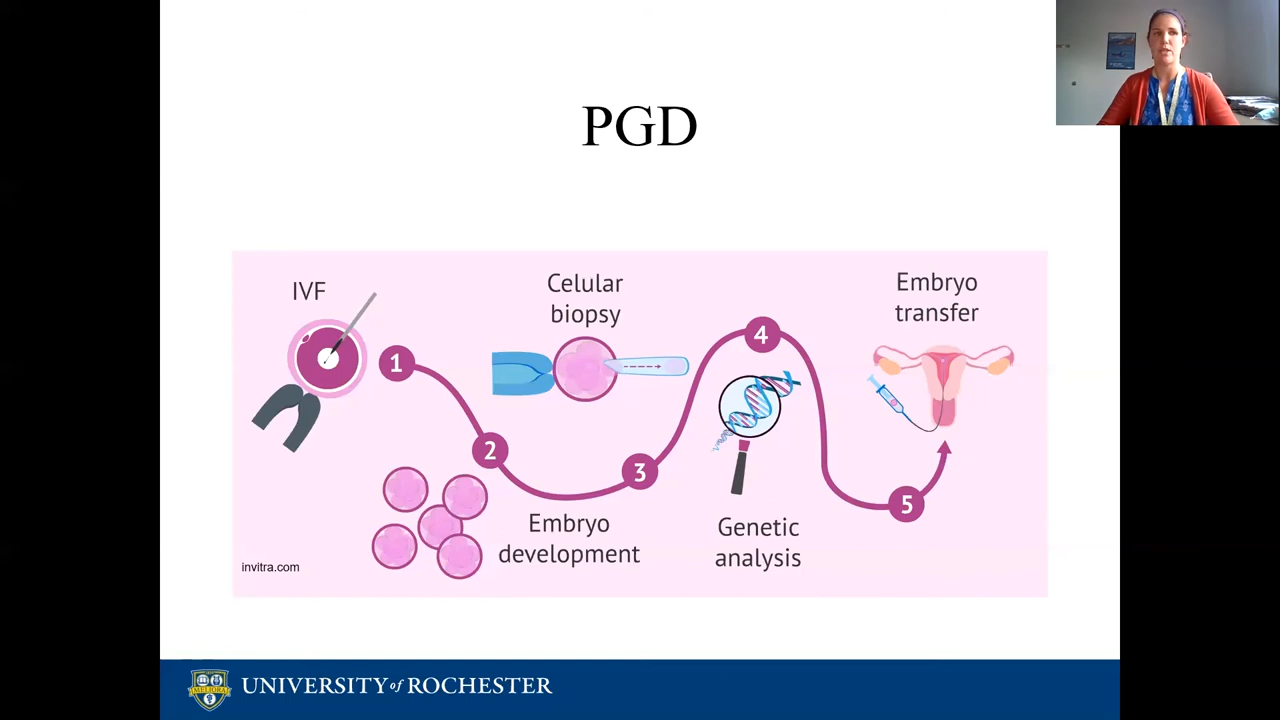 PGD
IVF
1
2
Embryo
development
Celular
biopsy
3
4
Genetic
analysis
Embryo
transfer
5
invitra.com
MELIORA
UNIVERSITY of ROCHESTER